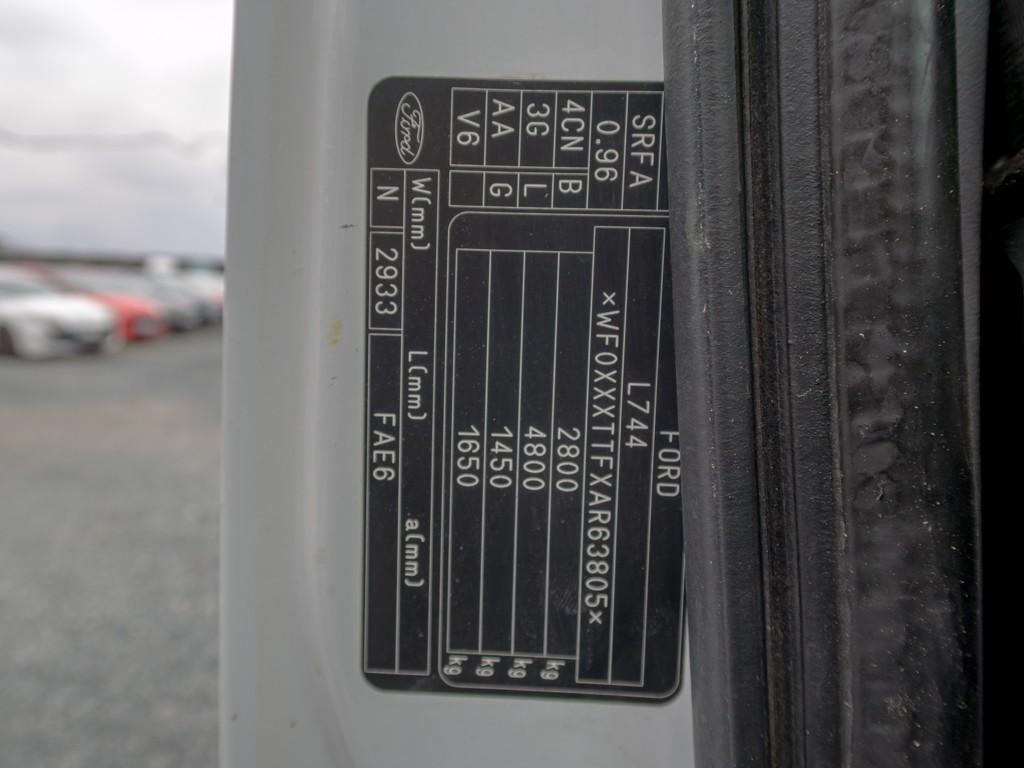 FORD
L744
×WF0XXXTTFXAR63805×
2800 kg
4800 kg
1450 kg
1650 kg
SRFA
0.96
4CN B
3G L
AA G
V6
Ford
W(mm) L(mm) a(mm)
N 2933 FAE6